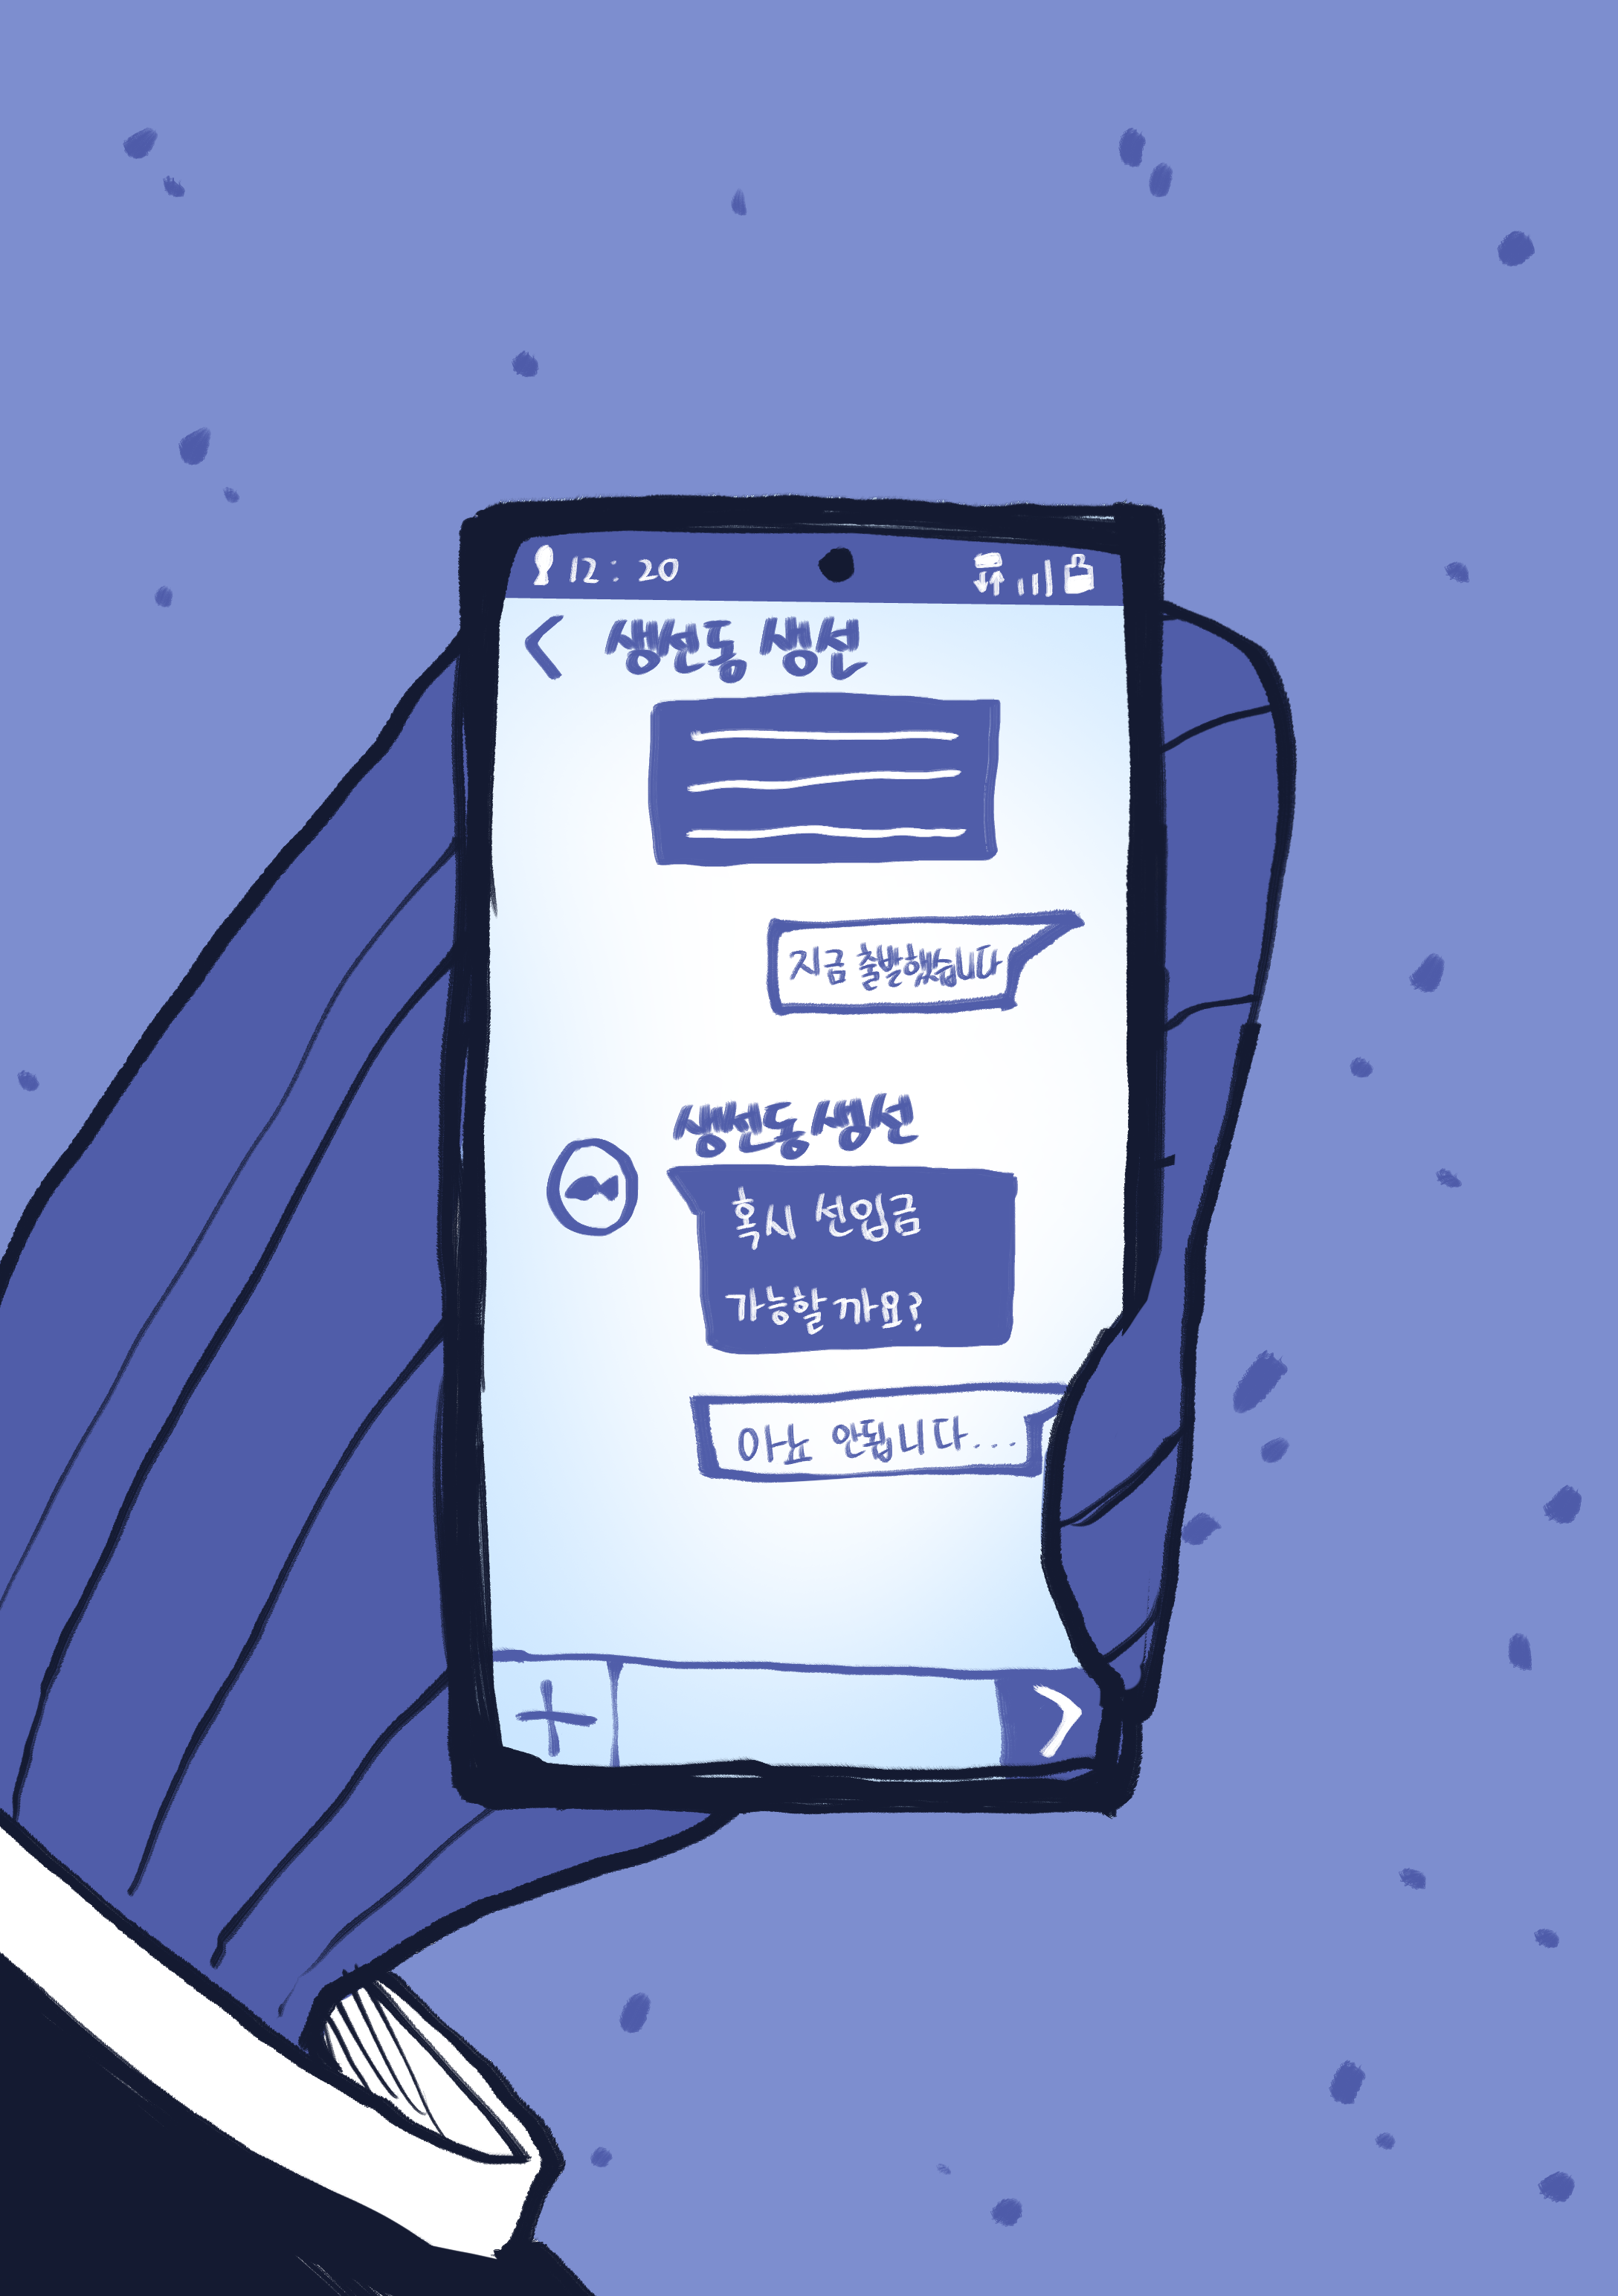 12:20
생선동 생선
지금 출발했습니다
생선동 생선
혹시 선입금
가능할까요?
아뇨 안됩니다...